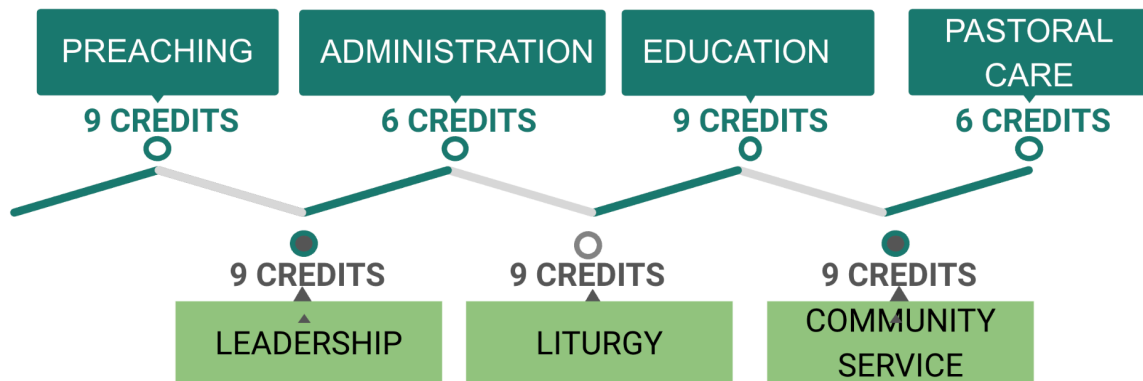 PREACHING
ADMINISTRATION
EDUCATION
PASTORAL
CARE
9 CREDITS
6 CREDITS
9 CREDITS
6 CREDITS
9 CREDITS
9 CREDITS
9 CREDITS
LEADERSHIP
LITURGY
COMMUNITY
SERVICE